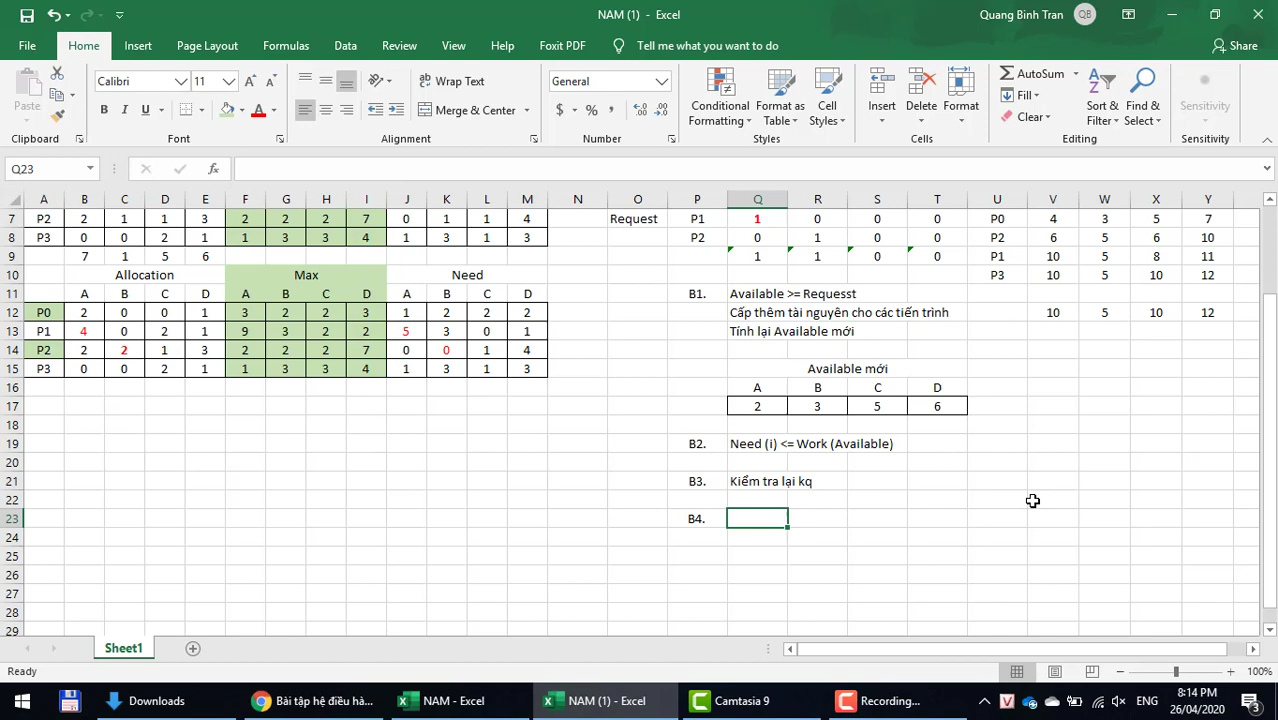 NAM (1) - Excel
Quang Binh Tran QB
File Home Insert Page Layout Formulas Data Review View Help Foxit PDF Tell me what you want to do Share
Paste
Calibri 11
Wrap Text
General
Merge & Center
Conditional Formatting
Format as Table
Cell Styles
Insert Delete Format
AutoSum
Fill
Clear
Sort & Filter
Find & Select
Sensitivity
Clipboard Font Alignment Number Styles Cells Editing Sensitivity
Q23
A B C D E F G H I J K L M N O P Q R S T U V W X Y
7 P2 2 1 1 3 2 2 2 7 0 1 1 4 Request P1 1 0 0 0 P0 4 3 5 7
8 P3 0 0 2 1 1 3 3 4 1 3 1 3 P2 0 1 0 0 P2 6 5 6 10
9 7 1 5 6 1 1 0 0 P1 10 5 8 11
10 Allocation Max Need P3 10 5 10 12
11 A B C D A B C D A B C D B1. Available >= Requesst
12 P0 2 0 0 1 3 2 2 3 1 2 2 2 Cấp thêm tài nguyên cho các tiến trình 10 5 10 12
13 P1 4 0 2 1 9 3 2 2 5 3 0 1 Tính lại Available mới
14 P2 2 2 1 3 2 2 2 7 0 0 1 4
15 P3 0 0 2 1 1 3 3 4 1 3 1 3 Available mới
16 A B C D
17 2 3 5 6
18
19 B2. Need (i) <= Work (Available)
20
21 B3. Kiểm tra lại kq
22
23 B4.
24
25
26
27
28
29
Sheet1
Ready
100%
Downloads
Bài tập hệ điều hà...
NAM - Excel
NAM (1) - Excel
Camtasia 9
Recording...
ENG
8:14 PM
26/04/2020
3